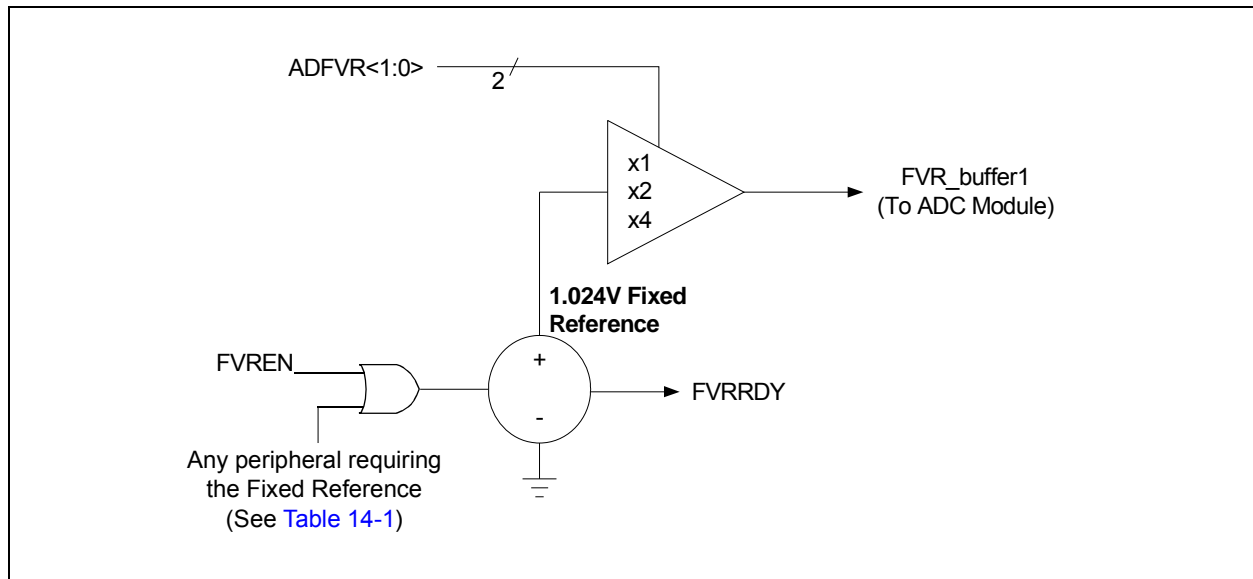 ADFVR<1:0>
2
x1
x2
x4
FVR_buffer1
(To ADC Module)
1.024V Fixed
Reference
+
-
FVREN
FVRRDY
Any peripheral requiring
the Fixed Reference
(See Table 14-1)